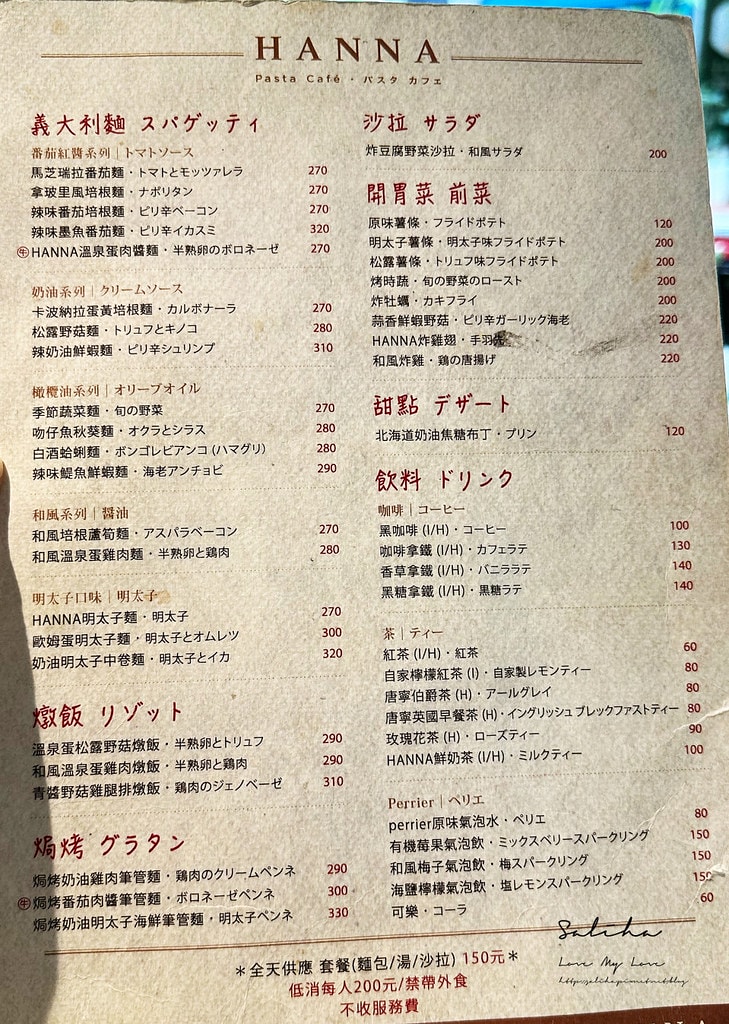 HANNA
Pasta Café・パスタ カフェ
義大利麵 スパゲッティ
番茄紅醬系列｜トマトソース
馬芝瑞拉番茄麵・トマトとモッツァレラ 270
拿玻里風培根麵・ナポリタン 270
辣味番茄培根麵・ピリ辛ベーコン 270
辣味墨魚番茄麵・ピリ辛イカスミ 320
牛 HANNA溫泉蛋肉醬麵・半熟卵のボロネーゼ 270
奶油系列｜クリームソース
卡波納拉蛋黃培根麵・カルボナーラ 270
松露野菇麵・トリュフとキノコ 280
辣奶油鮮蝦麵・ピリ辛シュリンプ 310
橄欖油系列｜オリーブオイル
季節蔬菜麵・旬の野菜 270
吻仔魚秋葵麵・オクラとシラス 280
白酒蛤蜊麵・ボンゴレビアンコ (ハマグリ) 280
辣味鯷魚鮮蝦麵・海老アンチョビ 290
和風系列｜醬油
和風培根蘆筍麵・アスパラベーコン 270
和風溫泉蛋雞肉麵・半熟卵と鶏肉 280
明太子口味｜明太子
HANNA明太子麵・明太子 270
歐姆蛋明太子麵・明太子とオムレツ 300
奶油明太子中卷麵・明太子とイカ 320
燉飯 リゾット
溫泉蛋松露野菇燉飯・半熟卵とトリュフ 290
和風溫泉蛋雞肉燉飯・半熟卵と鶏肉 290
青醬野菇雞腿排燉飯・鶏肉のジェノベーゼ 310
焗烤 グラタン
焗烤奶油雞肉筆管麵・鶏肉のクリームペンネ 290
牛 焗烤番茄肉醬筆管麵・ボロネーゼペンネ 300
焗烤奶油明太子海鮮筆管麵・明太子ペンネ 330
沙拉 サラダ
炸豆腐野菜沙拉・和風サラダ 200
開胃菜 前菜
原味薯條・フライドポテト 120
明太子薯條・明太子味フライドポテト 200
松露薯條・トリュフ味フライドポテト 200
烤時蔬・旬の野菜のロースト 200
炸牡蠣・カキフライ 200
蒜香鮮蝦野菇・ピリ辛ガーリック海老 220
HANNA炸雞翅・手羽先 220
和風炸雞・鶏の唐揚げ 220
甜點 デザート
北海道奶油焦糖布丁・プリン 120
飲料 ドリンク
咖啡｜コーヒー
黑咖啡 (I/H)・コーヒー 100
咖啡拿鐵 (I/H)・カフェラテ 130
香草拿鐵 (I/H)・バニララテ 140
黑糖拿鐵 (I/H)・黒糖ラテ 140
茶｜ティー
紅茶 (I/H)・紅茶 60
自家檸檬紅茶 (I)・自家製レモンティー 80
唐寧伯爵茶 (H)・アールグレイ 80
唐寧英國早餐茶 (H)・イングリッシュ ブレックファストティー 80
玫瑰花茶 (H)・ローズティー 90
HANNA鮮奶茶 (I/H)・ミルクティー 100
Perrier｜ペリエ
perrier原味氣泡水・ペリエ 80
有機莓果氣泡飲・ミックスベリースパークリング 150
和風梅子氣泡飲・梅スパークリング 150
海鹽檸檬氣泡飲・塩レモンスパークリング 150
可樂・コーラ 60
＊全天供應 套餐(麵包/湯/沙拉) 150元＊
低消每人200元/禁帶外食
不收服務費
Saliha
Love My Love